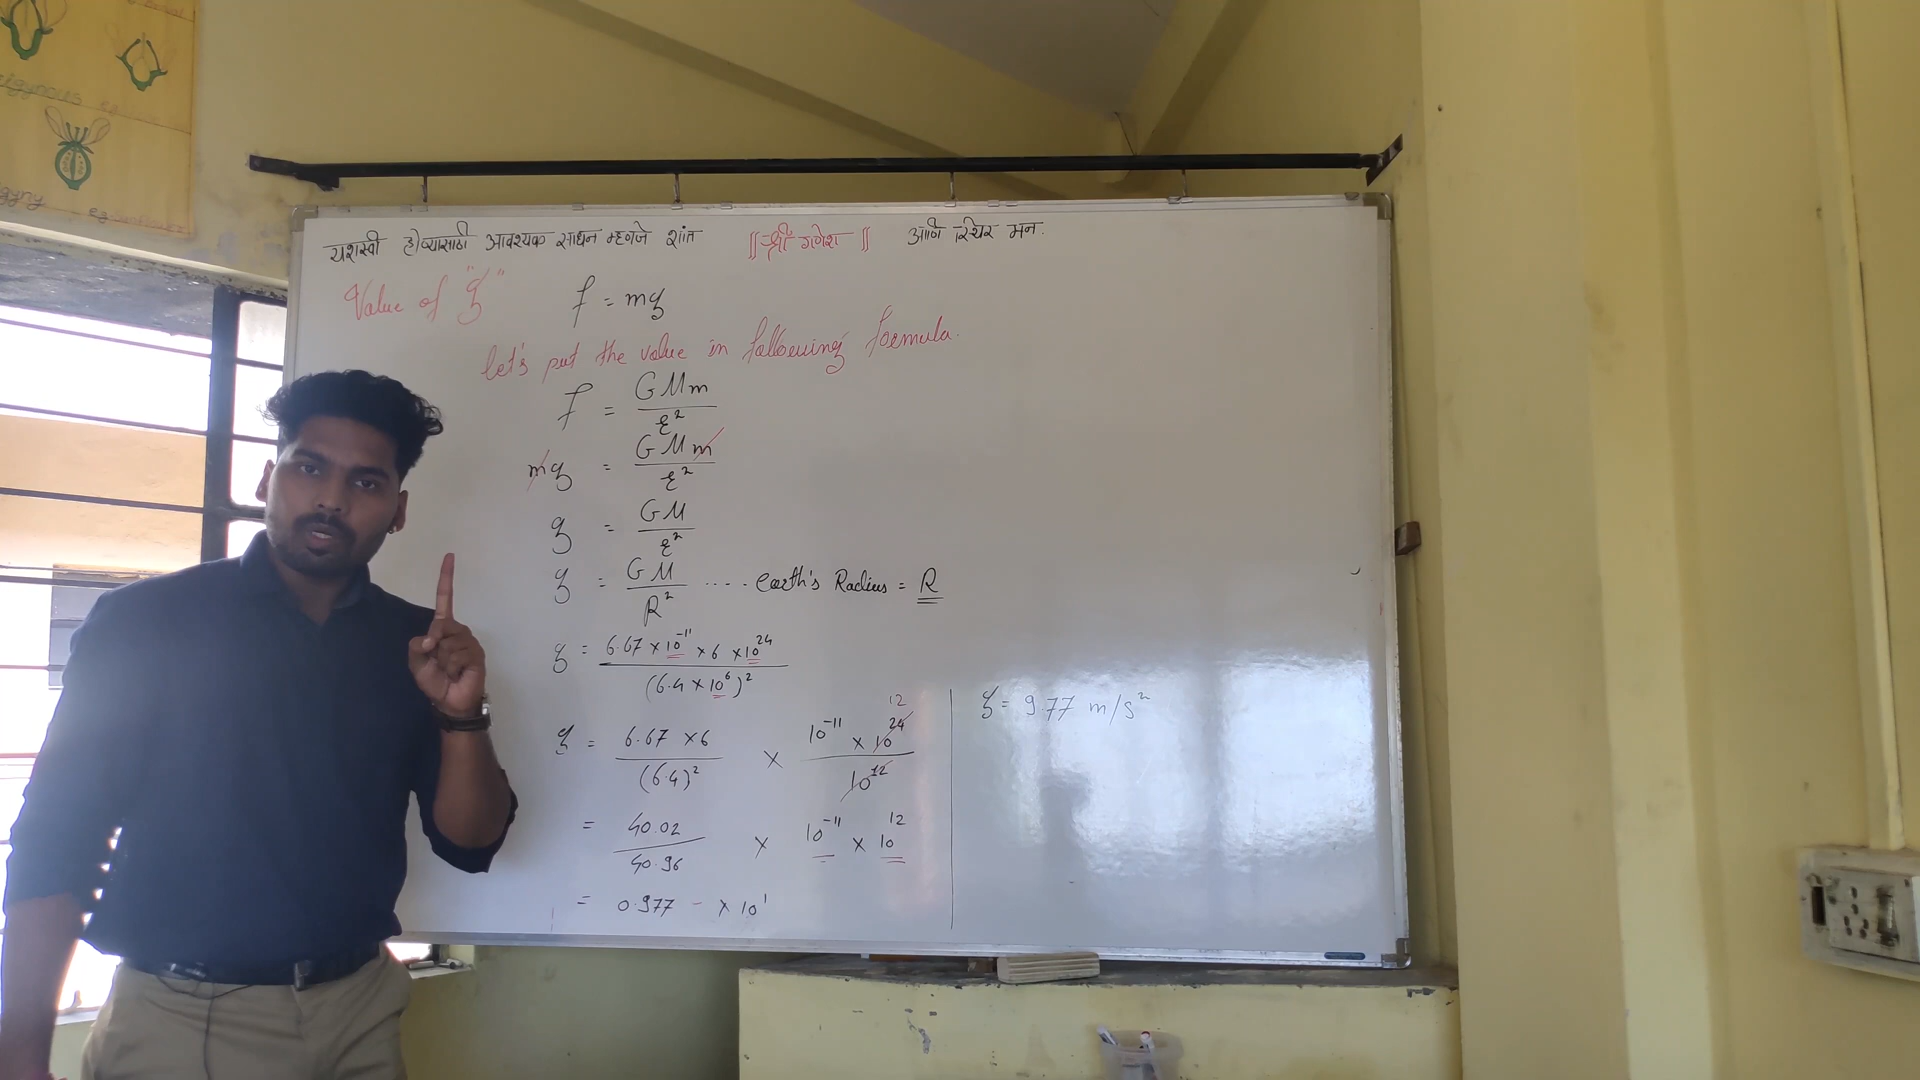 यशस्वी होण्यासाठी आवश्यक साधन म्हणजे शांत ||श्री गणेश|| आणि स्थिर मन.
Value of "g" f = mg
let's put the value in following formula.
f = GMm / r²
mg = GMm / r²
g = GM / r²
g = GM / R² .... earth's Radius = R
g = 6.67 × 10⁻¹¹ × 6 × 10²⁴ / (6.4 × 10⁶)²
g = 6.67 × 6 / (6.4)² × 10⁻¹¹ × 10²⁴ / 10¹² 12
= 40.02 / 40.96 × 10⁻¹¹ × 10¹²
= 0.977 × 10¹
g = 9.77 m/s²